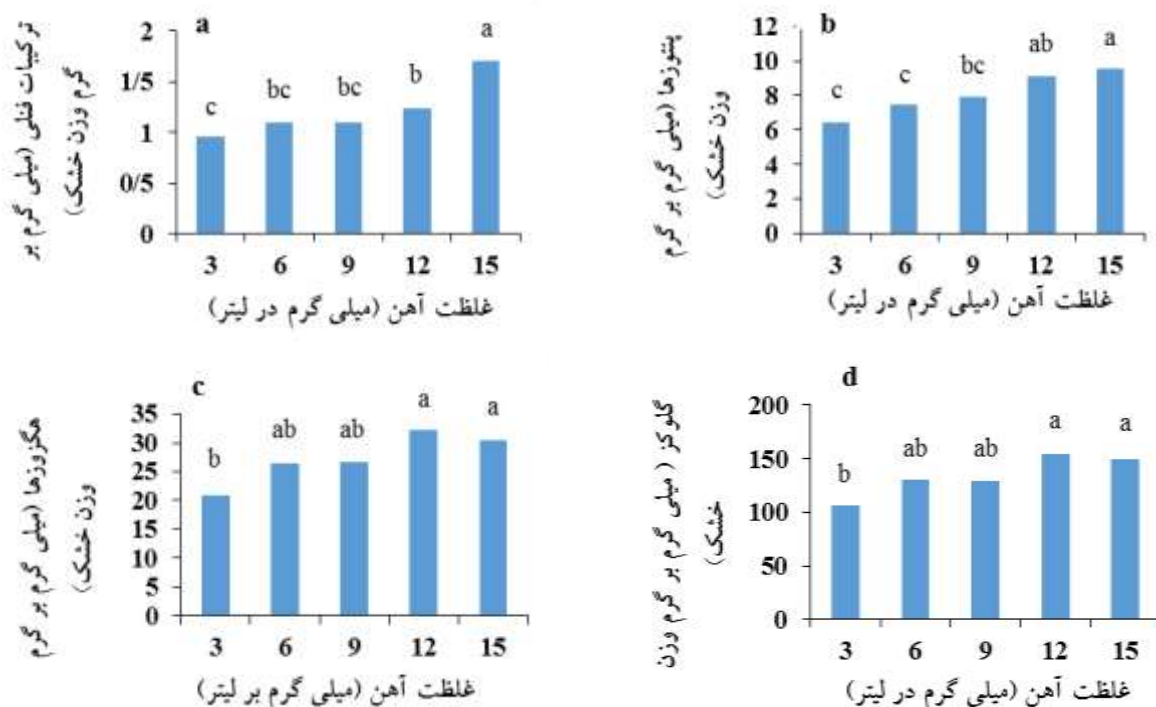 a
ترکیبات فنلی (میلی گرم بر
گرم وزن خشک)
2
1/5
1
0/5
0
c bc bc b a
3 6 9 12 15
غلظت آهن (میلی گرم در لیتر)
b
پنتوزها (میلی گرم بر گرم
وزن خشک)
12
10
8
6
4
2
0
c c bc ab a
3 6 9 12 15
غلظت آهن (میلی گرم در لیتر)
c
هگزوزها (میلی گرم بر گرم
وزن خشک)
35
30
25
20
15
10
5
0
b ab ab a a
3 6 9 12 15
غلظت آهن (میلی گرم بر لیتر)
d
گلوکز (میلی گرم بر گرم وزن
خشک)
200
150
100
50
0
b ab ab a a
3 6 9 12 15
غلظت آهن (میلی گرم در لیتر)